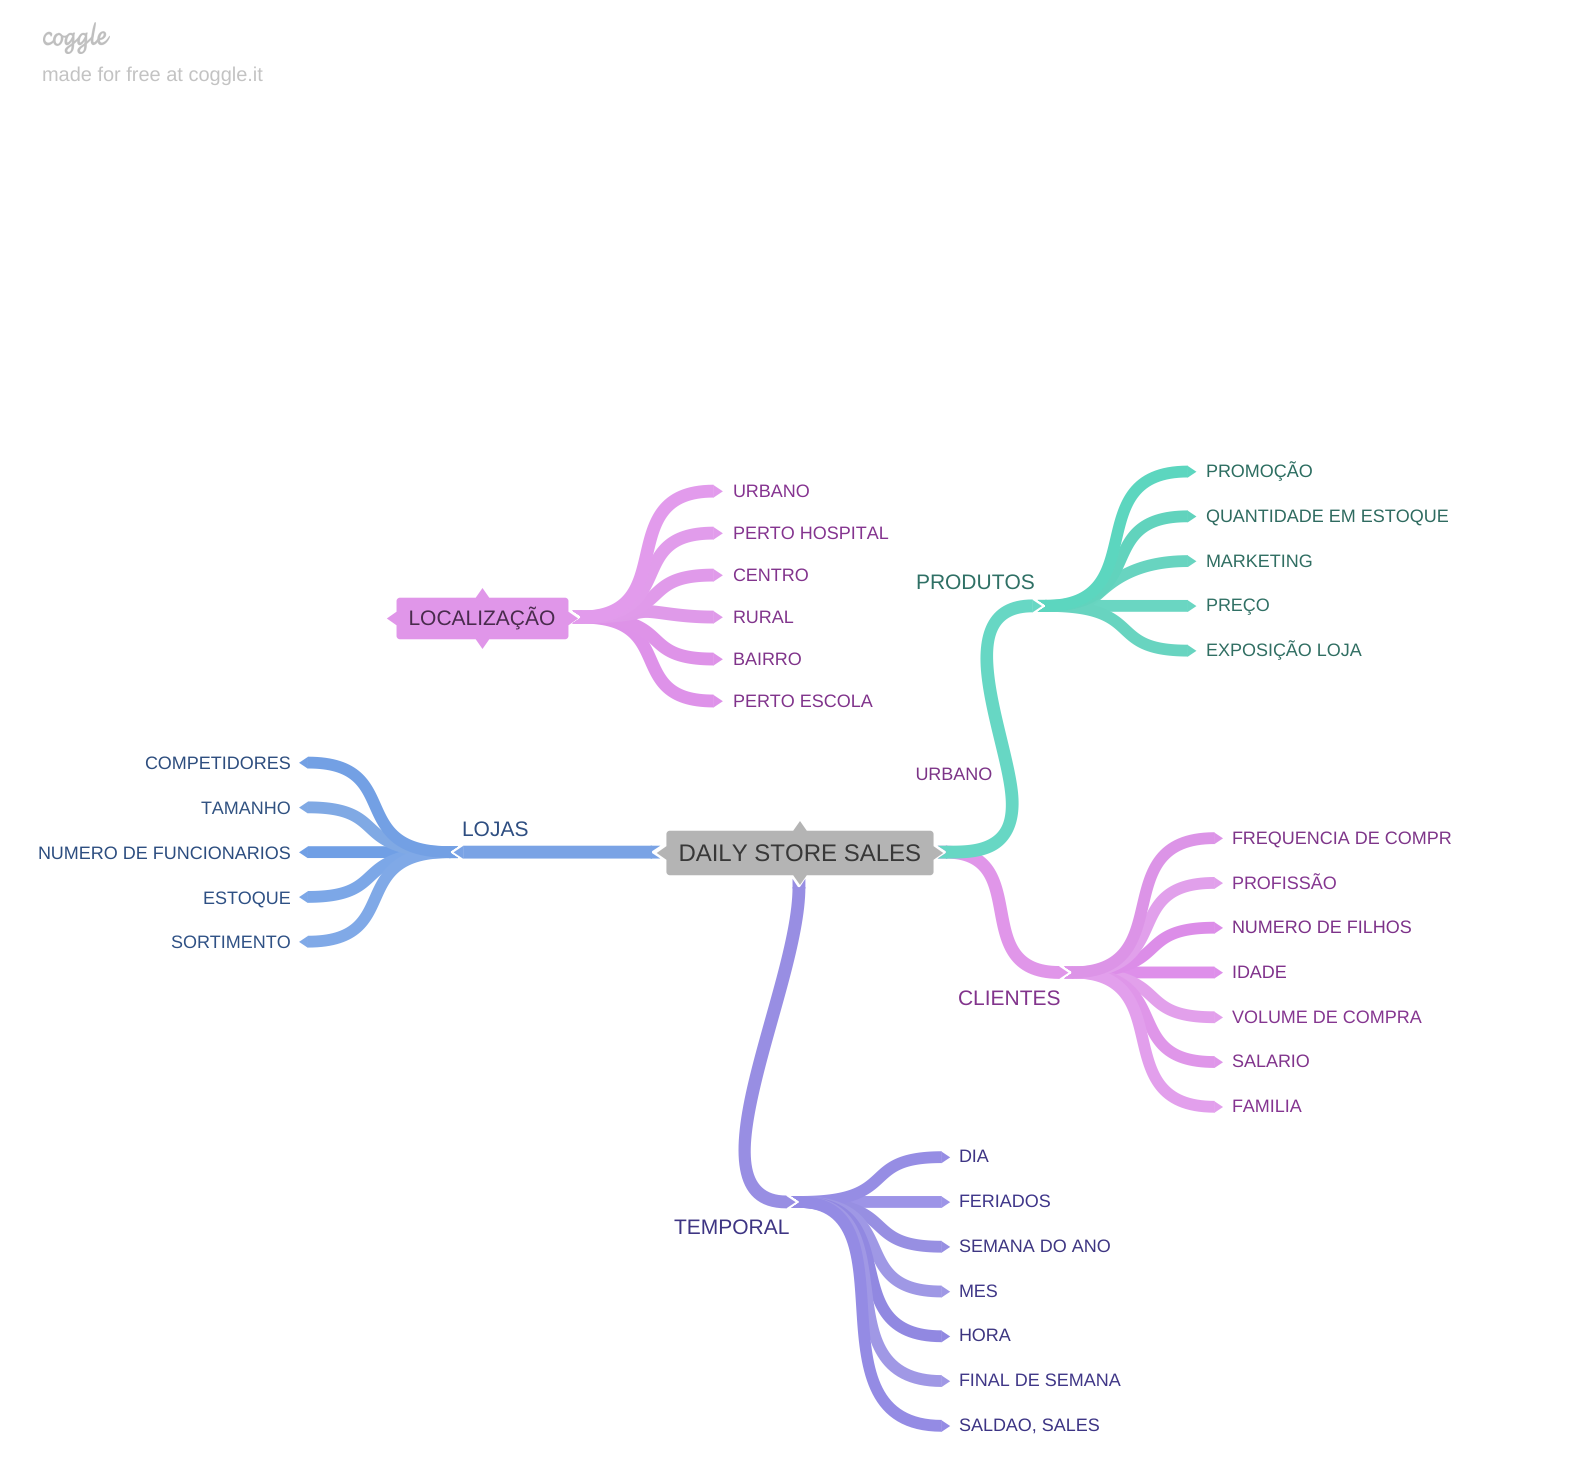 coggle
made for free at coggle.it
LOCALIZAÇÃO
URBANO
PERTO HOSPITAL
CENTRO
RURAL
BAIRRO
PERTO ESCOLA
PRODUTOS
PROMOÇÃO
QUANTIDADE EM ESTOQUE
MARKETING
PREÇO
EXPOSIÇÃO LOJA
URBANO
DAILY STORE SALES
LOJAS
COMPETIDORES
TAMANHO
NUMERO DE FUNCIONARIOS
ESTOQUE
SORTIMENTO
CLIENTES
FREQUENCIA DE COMPR
PROFISSÃO
NUMERO DE FILHOS
IDADE
VOLUME DE COMPRA
SALARIO
FAMILIA
TEMPORAL
DIA
FERIADOS
SEMANA DO ANO
MES
HORA
FINAL DE SEMANA
SALDAO, SALES